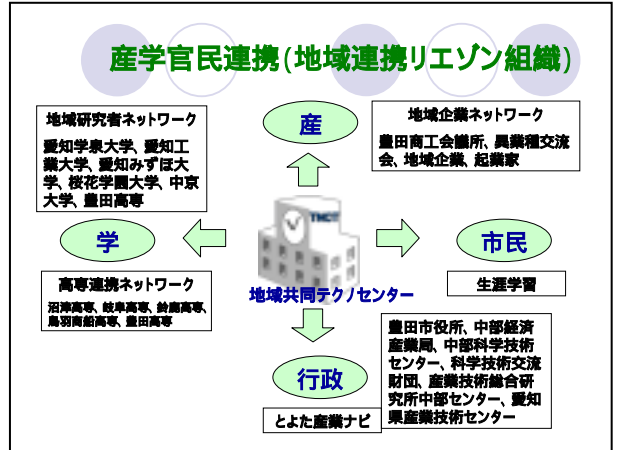 産学官民連携(地域連携リエゾン組織)
地域研究者ネットワーク
愛知学泉大学、愛知工
業大学、愛知みずほ大
学、桜花学園大学、中京
大学、豊田高専
産
地域企業ネットワーク
豊田商工会議所、異業種交流
会、地域企業、起業家
学
TNCT
市民
高専連携ネットワーク
沼津高専、岐阜高専、鈴鹿高専、
鳥羽商船高専、豊田高専
地域共同テクノセンター
生涯学習
行政
とよた産業ナビ
豊田市役所、中部経済
産業局、中部科学技術
センター、科学技術交流
財団、産業技術総合研
究所中部センター、愛知
県産業技術センター